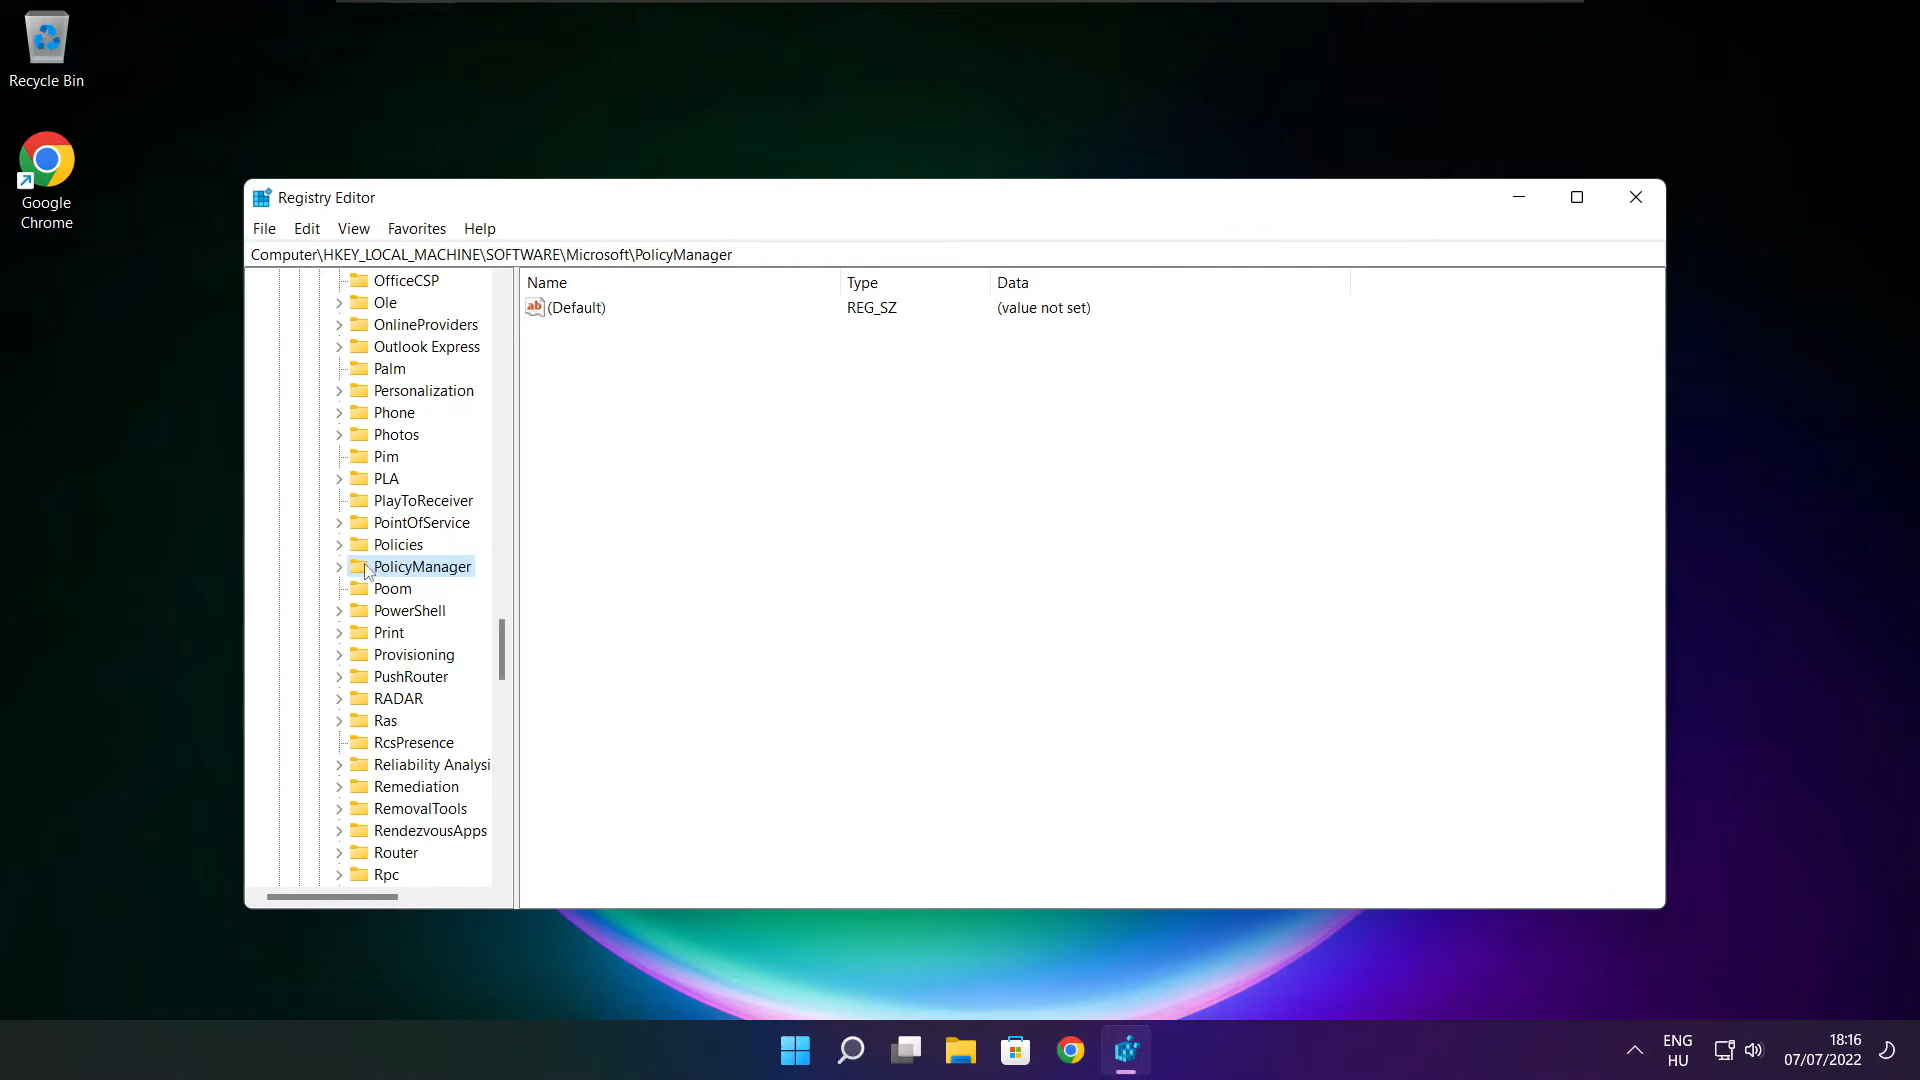 Recycle Bin
Google
Chrome
Registry Editor
File Edit View Favorites Help
Computer\HKEY_LOCAL_MACHINE\SOFTWARE\Microsoft\PolicyManager
OfficeCSP
Ole
OnlineProviders
Outlook Express
Palm
Personalization
Phone
Photos
Pim
PLA
PlayToReceiver
PointOfService
Policies
PolicyManager
Poom
PowerShell
Print
Provisioning
PushRouter
RADAR
Ras
RcsPresence
Reliability Analysi
Remediation
RemovalTools
RendezvousApps
Router
Rpc
Name Type Data
ab (Default) REG_SZ (value not set)
ENG
HU
18:16
07/07/2022